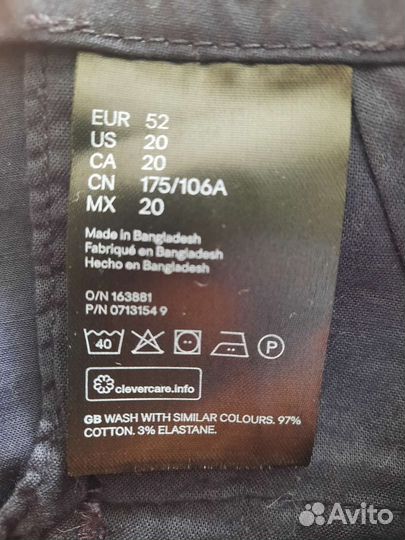 EUR 52
US 20
CA 20
CN 175/106A
MX 20
Made in Bangladesh
Fabriqué en Bangladesh
Hecho en Bangladesh
O/N 163881
P/N 0713154 9
40 P
clevercare.info
GB WASH WITH SIMILAR COLOURS. 97%
COTTON. 3% ELASTANE.
Avito